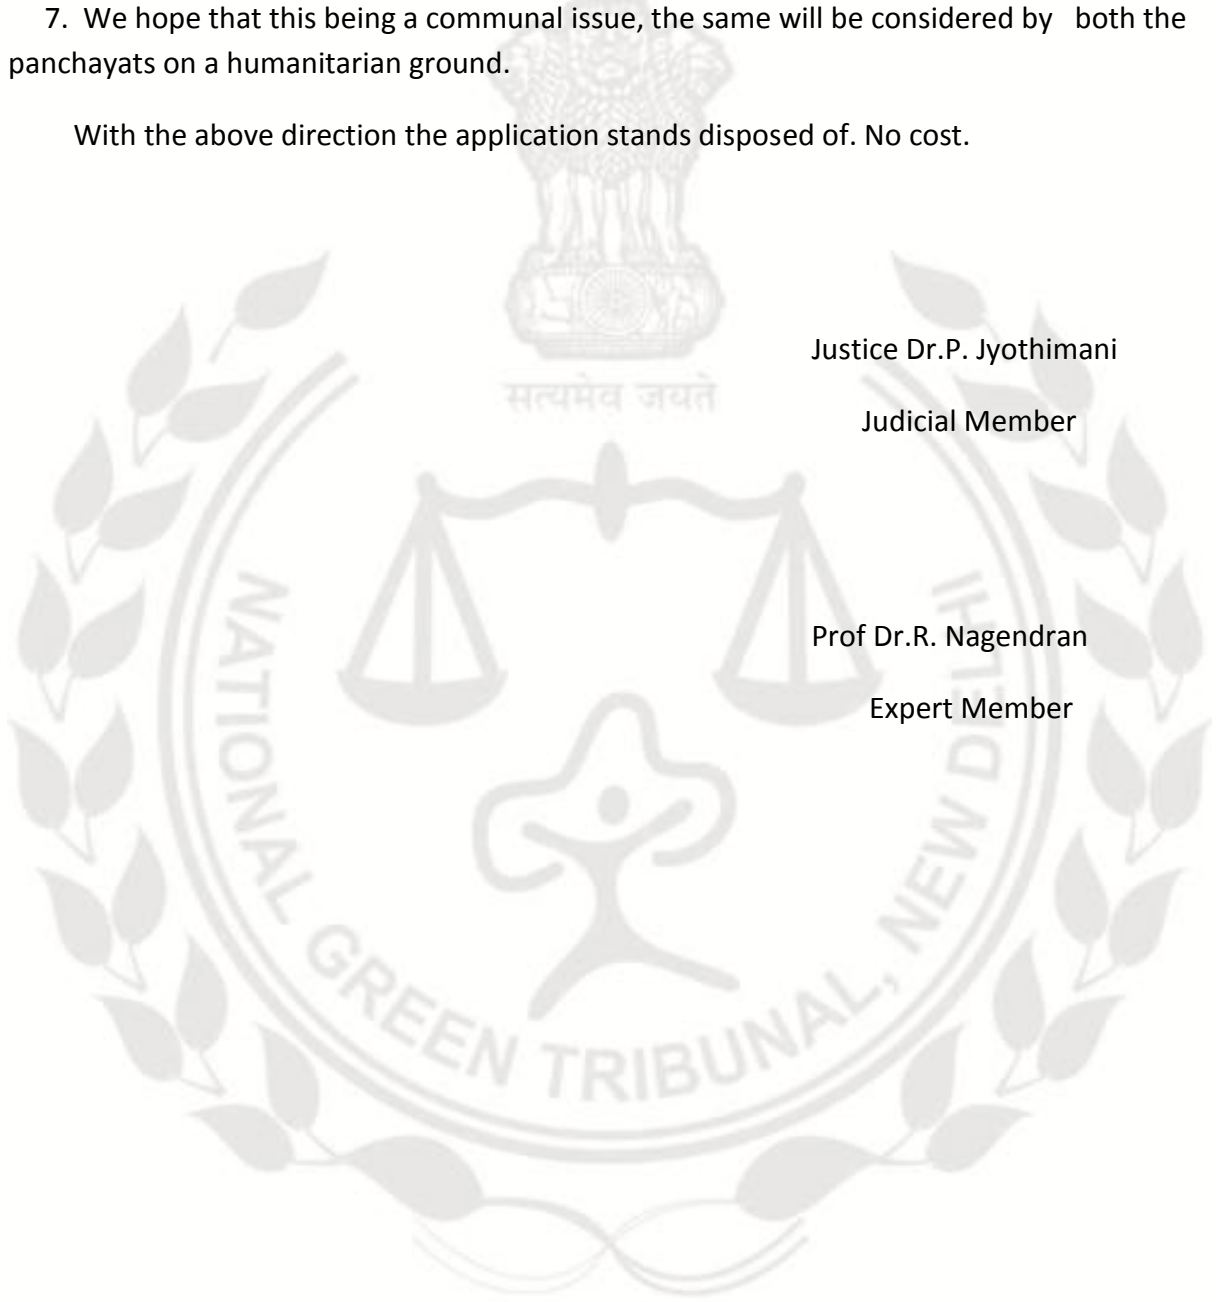 7. We hope that this being a communal issue, the same will be considered by both the
panchayats on a humanitarian ground.
With the above direction the application stands disposed of. No cost.
सत्यमेव जयते
Justice Dr.P. Jyothimani
Judicial Member
Prof Dr.R. Nagendran
Expert Member
NATIONAL GREEN TRIBUNAL, NEW DELHI